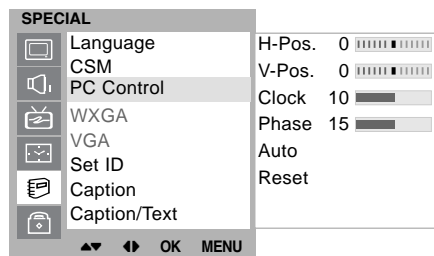 SPECIAL
Language
CSM
PC Control
WXGA
VGA
Set ID
Caption
Caption/Text
H-Pos. 0
V-Pos. 0
Clock 10
Phase 15
Auto
Reset
OK MENU